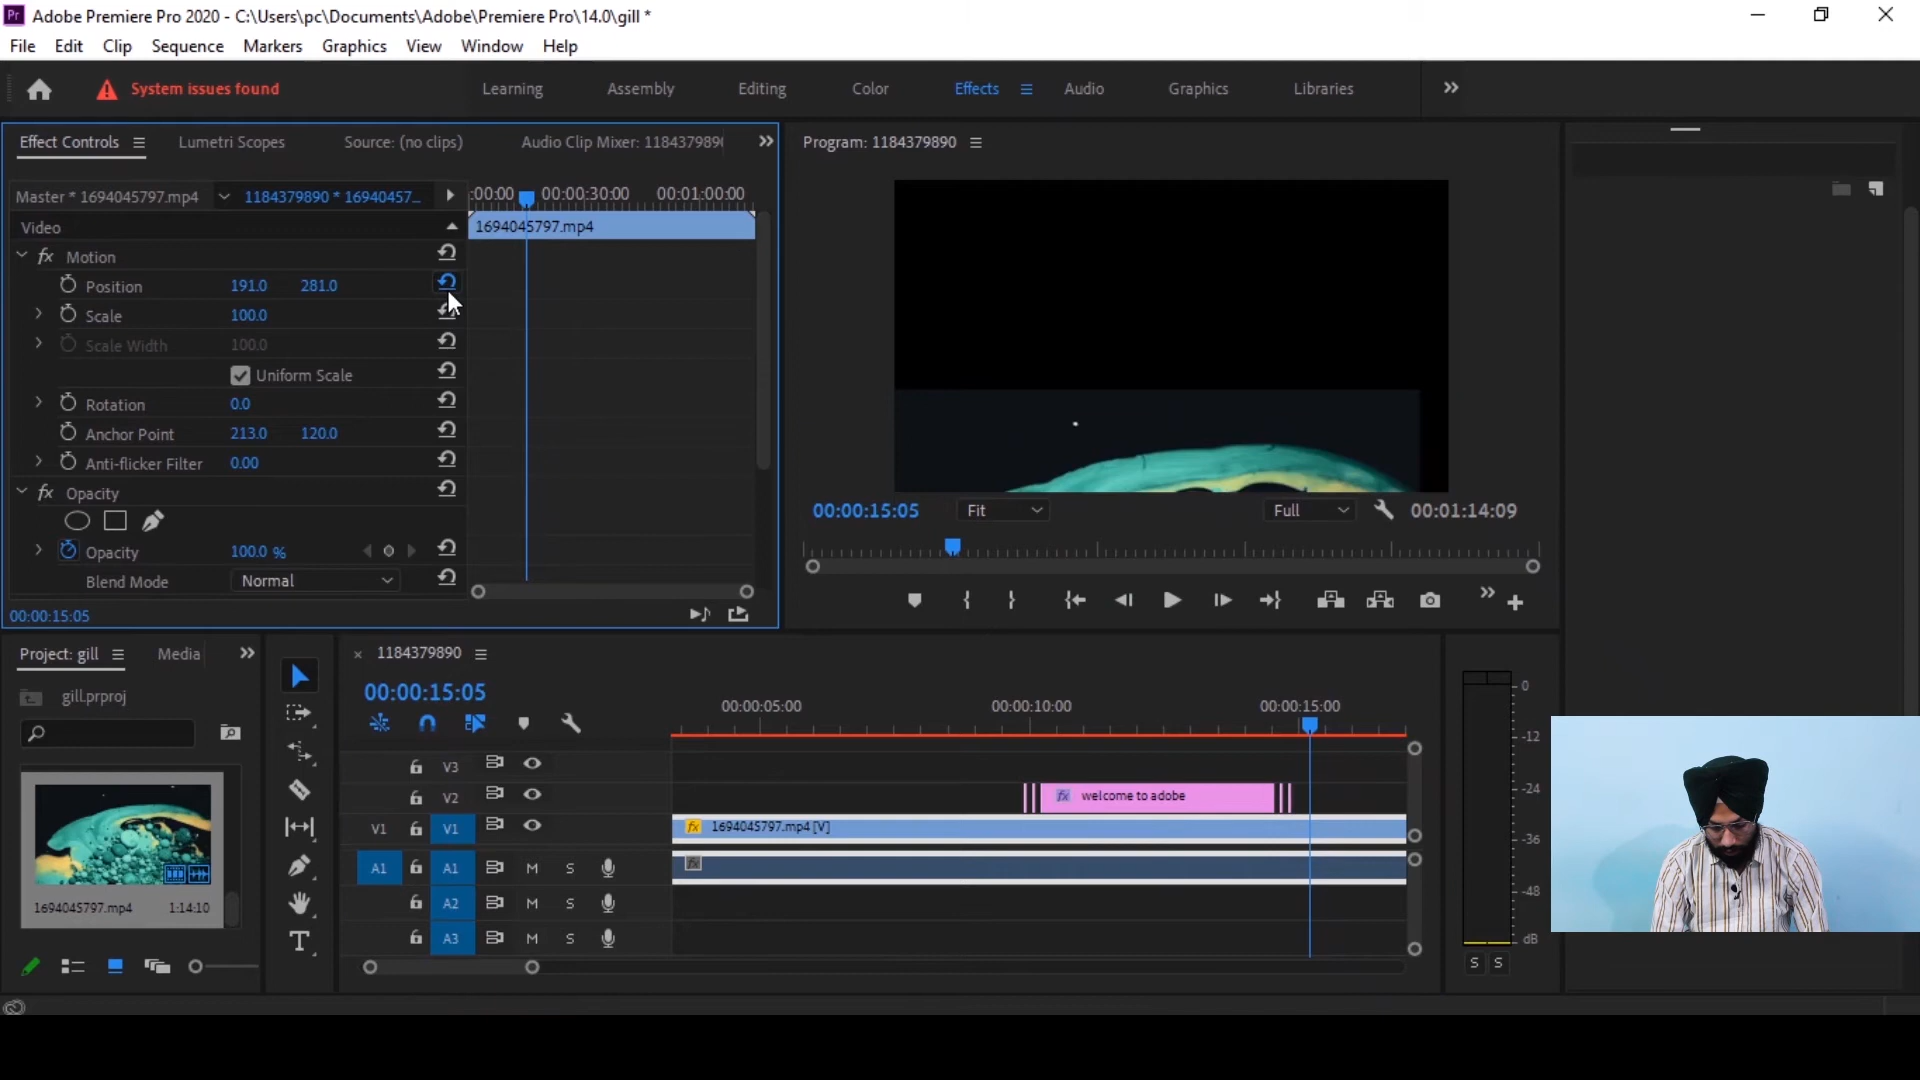 Adobe Premiere Pro 2020 - C:\Users\pc\Documents\Adobe\Premiere Pro\14.0\gill *
File Edit Clip Sequence Markers Graphics View Window Help
System issues found Learning Assembly Editing Color Effects Audio Graphics Libraries
Effect Controls Lumetri Scopes Source: (no clips) Audio Clip Mixer: 118437989
Program: 1184379890
Master * 1694045797.mp4 1184379890 * 16940457... :00:00 00:00:30:00 00:01:00:00
Video 1694045797.mp4
fx Motion
Position 191.0 281.0
Scale 100.0
Scale Width 100.0
Uniform Scale
Rotation 0.0
Anchor Point 213.0 120.0
Anti-flicker Filter 0.00
fx Opacity
Opacity 100.0 %
Blend Mode Normal
00:00:15:05
00:00:15:05 Fit Full 00:01:14:09
Project: gill Media
gill.prproj
1694045797.mp4 1:14:10
1184379890
00:00:15:05
00:00:05:00 00:00:10:00 00:00:15:00
V3
V2 fx welcome to adobe
V1 V1 fx 1694045797.mp4 [V]
A1 A1 M S fx
A2 M S
A3 M S
0
-12
-24
-36
-48
dB
S S